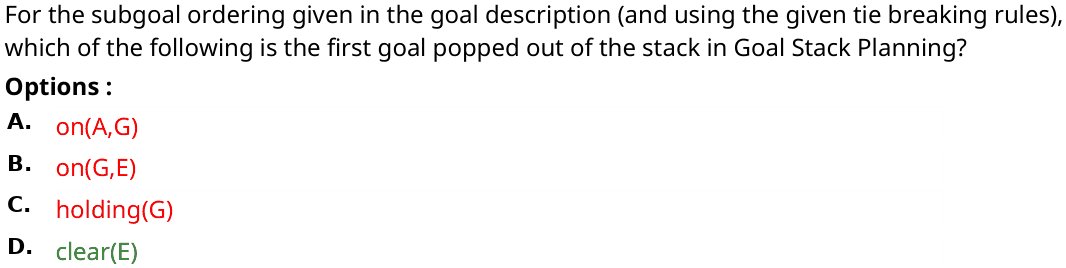 For the subgoal ordering given in the goal description (and using the given tie breaking rules),
which of the following is the first goal popped out of the stack in Goal Stack Planning?
Options :
A. on(A,G)
B. on(G,E)
C. holding(G)
D. clear(E)